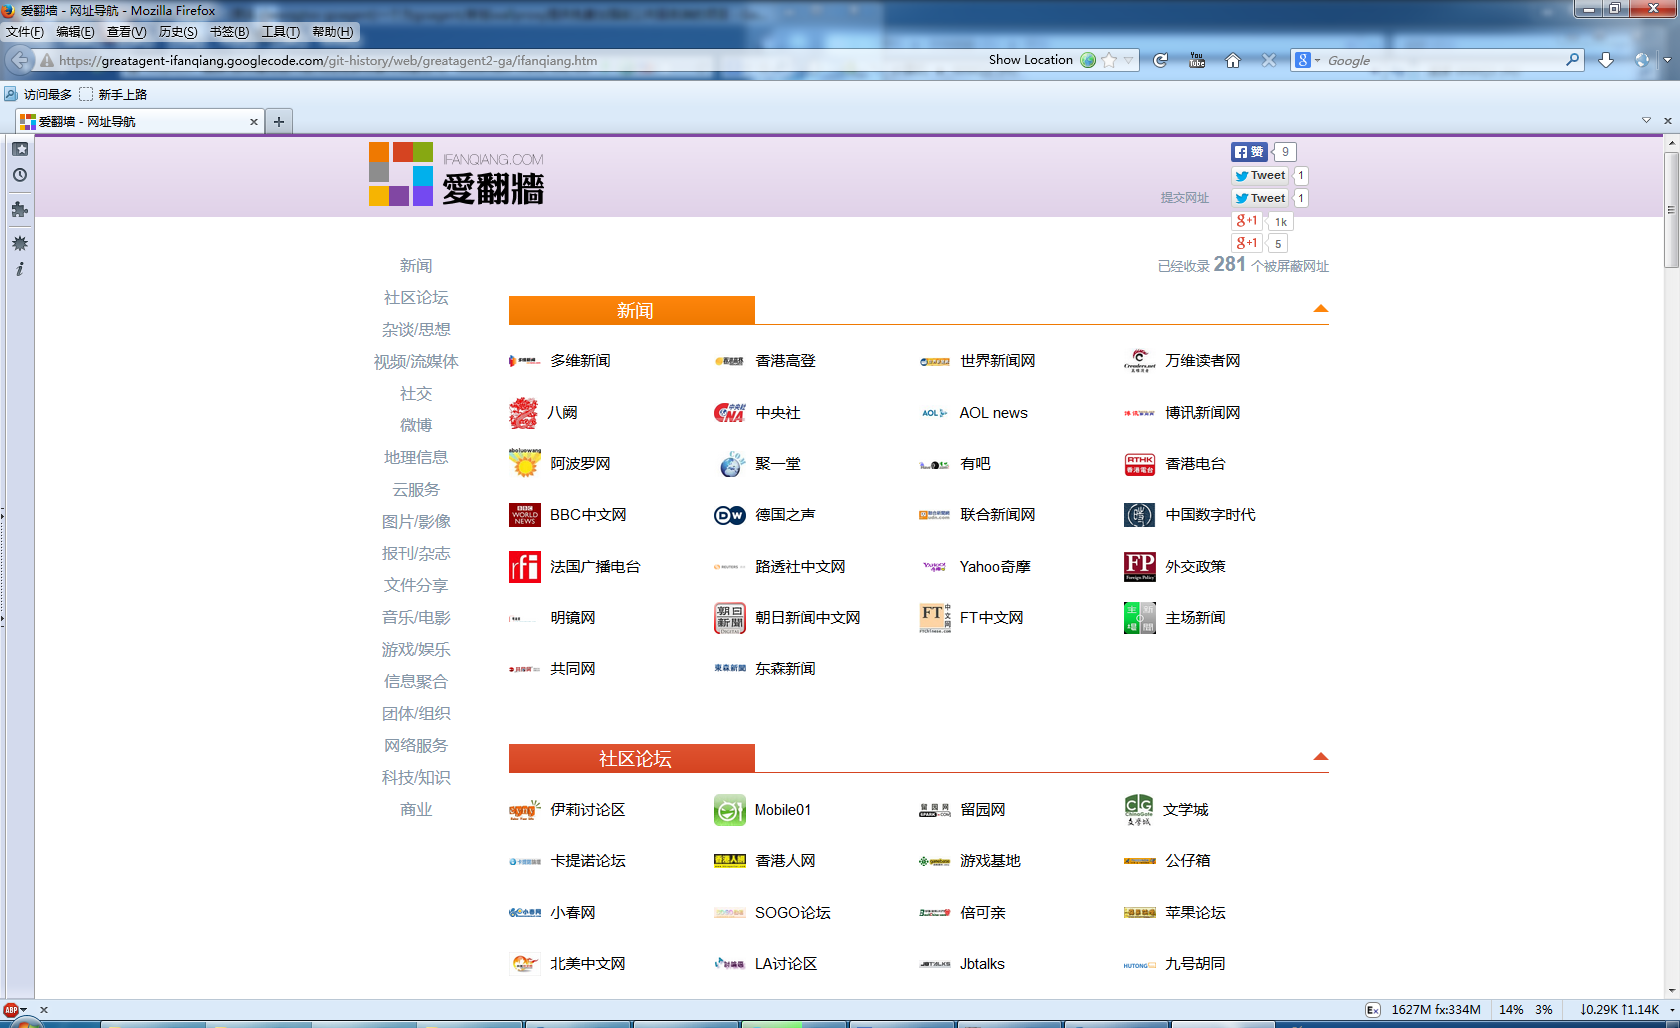 爱翻墙 - 网址导航 - Mozilla Firefox
文件(F) 编辑(E) 查看(V) 历史(S) 书签(B) 工具(T) 帮助(H)
https://greatagent-ifanqiang.googlecode.com/git-history/web/greatagent2-ga/ifanqiang.htm Show Location You Tube 8 Google
访问最多 新手上路
爱翻墙 - 网址导航
IFANQIANG.COM
愛翻牆
赞 9
Tweet 1
提交网址 Tweet 1
g+1 1k
g+1 5
已经收录 281 个被屏蔽网址
新闻
社区论坛
杂谈/思想
视频/流媒体
社交
微博
地理信息
云服务
图片/影像
报刊/杂志
文件分享
音乐/电影
游戏/娱乐
信息聚合
团体/组织
网络服务
科技/知识
商业
新闻
多维新闻 香港高登 世界新闻网 万维读者网
八阙 中央社 AOL news 博讯新闻网
阿波罗网 聚一堂 有吧 香港电台
BBC中文网 德国之声 联合新闻网 中国数字时代
法国广播电台 路透社中文网 Yahoo奇摩 外交政策
明镜网 朝日新闻中文网 FT中文网 主场新闻
共同网 东森新闻
社区论坛
伊莉讨论区 Mobile01 留园网 文学城
卡提诺论坛 香港人网 游戏基地 公仔箱
小春网 SOGO论坛 倍可亲 苹果论坛
北美中文网 LA讨论区 Jbtalks 九号胡同
ABP 1627M fx:334M 14% 3% ↓0.29K ↑1.14K